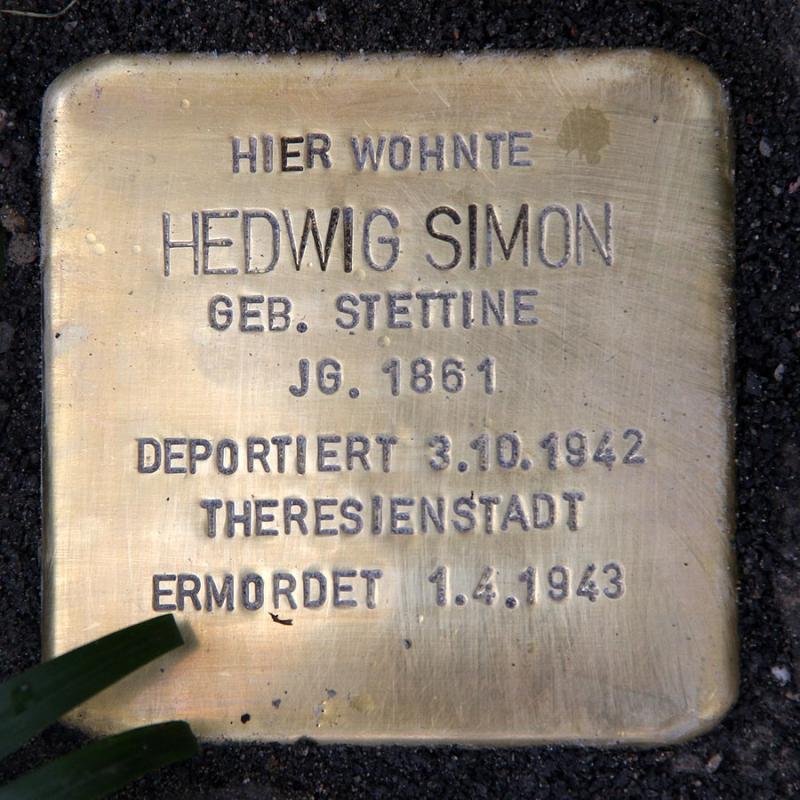 HIER WOHNTE
HEDWIG SIMON
GEB. STETTINE
JG. 1861
DEPORTIERT 3.10.1942
THERESIENSTADT
ERMORDET 1.4.1943